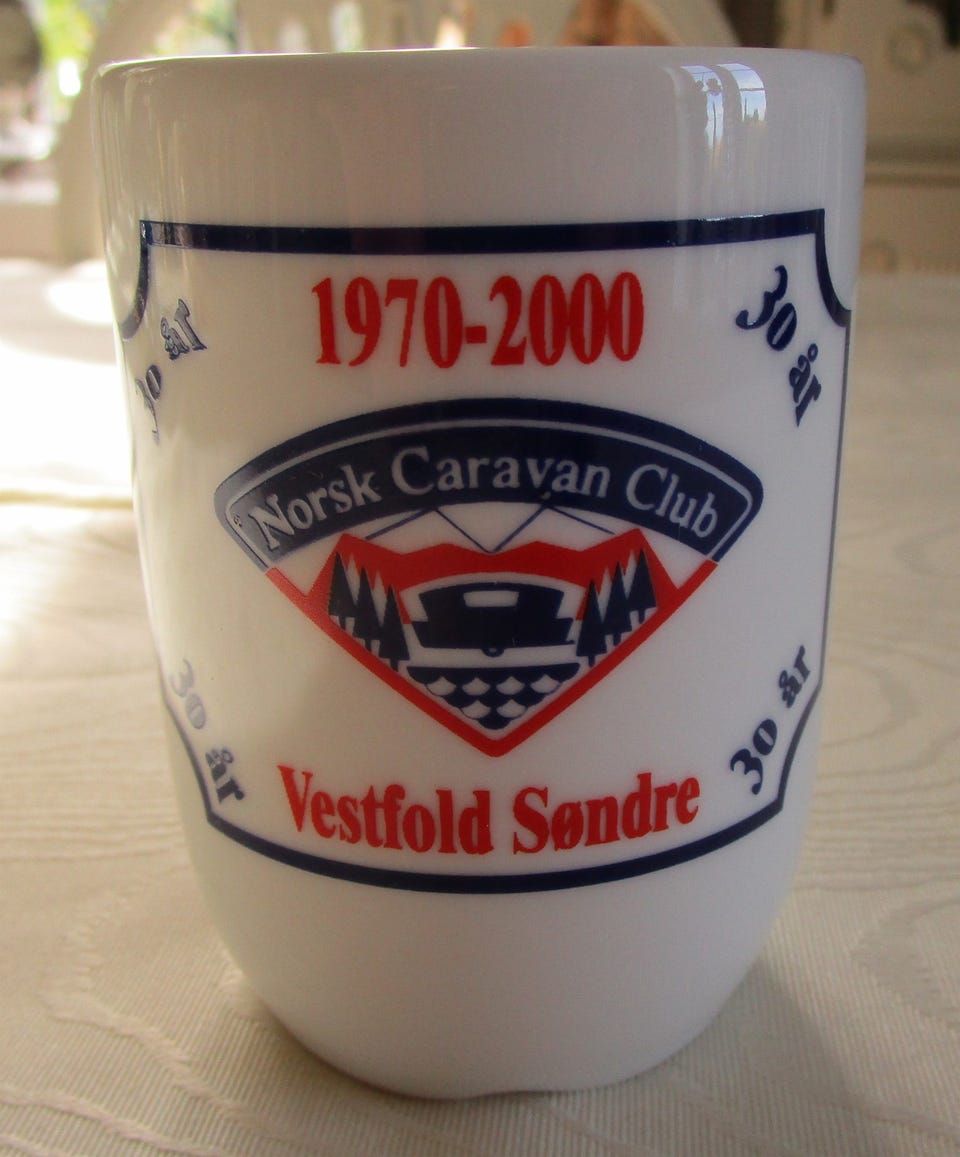 1970-2000
30 år
30 år
Norsk Caravan Club
30 år
30 år
Vestfold Søndre